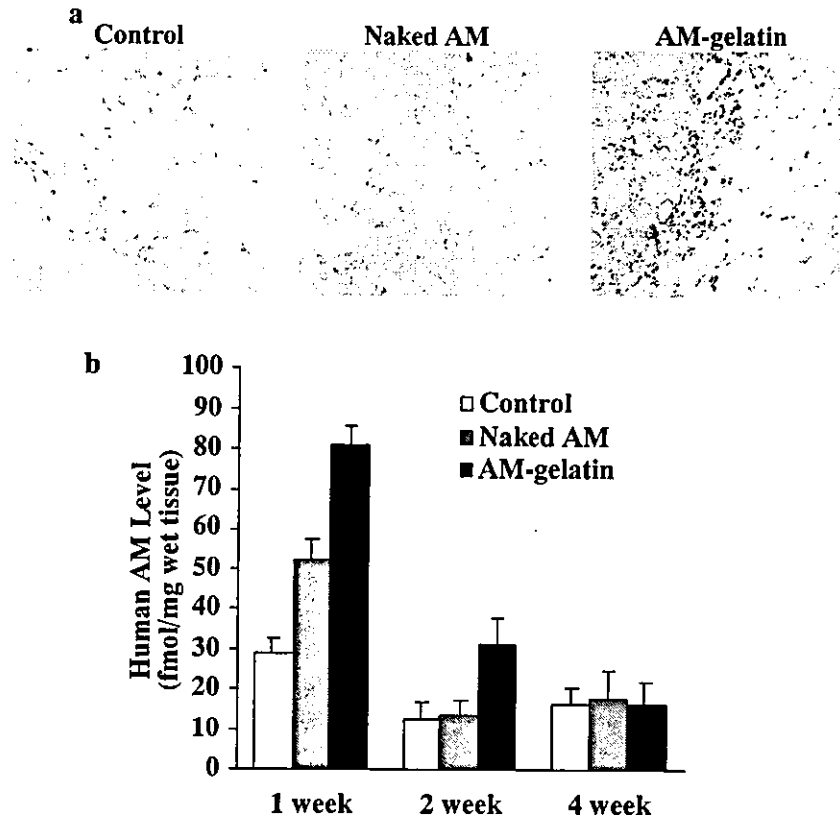 a
Control Naked AM AM-gelatin
b
Human AM Level
(fmol/mg wet tissue)
100
90
80
70
60
50
40
30
20
10
0
Control
Naked AM
AM-gelatin
1 week 2 week 4 week